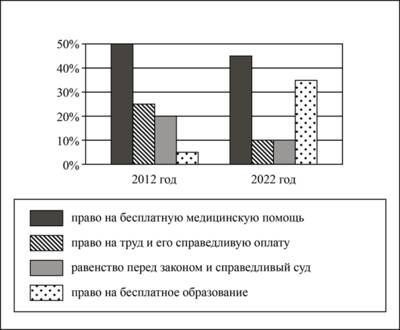 50%
40%
30%
20%
10%
0%
2012 год 2022 год
право на бесплатную медицинскую помощь
право на труд и его справедливую оплату
равенство перед законом и справедливый суд
право на бесплатное образование